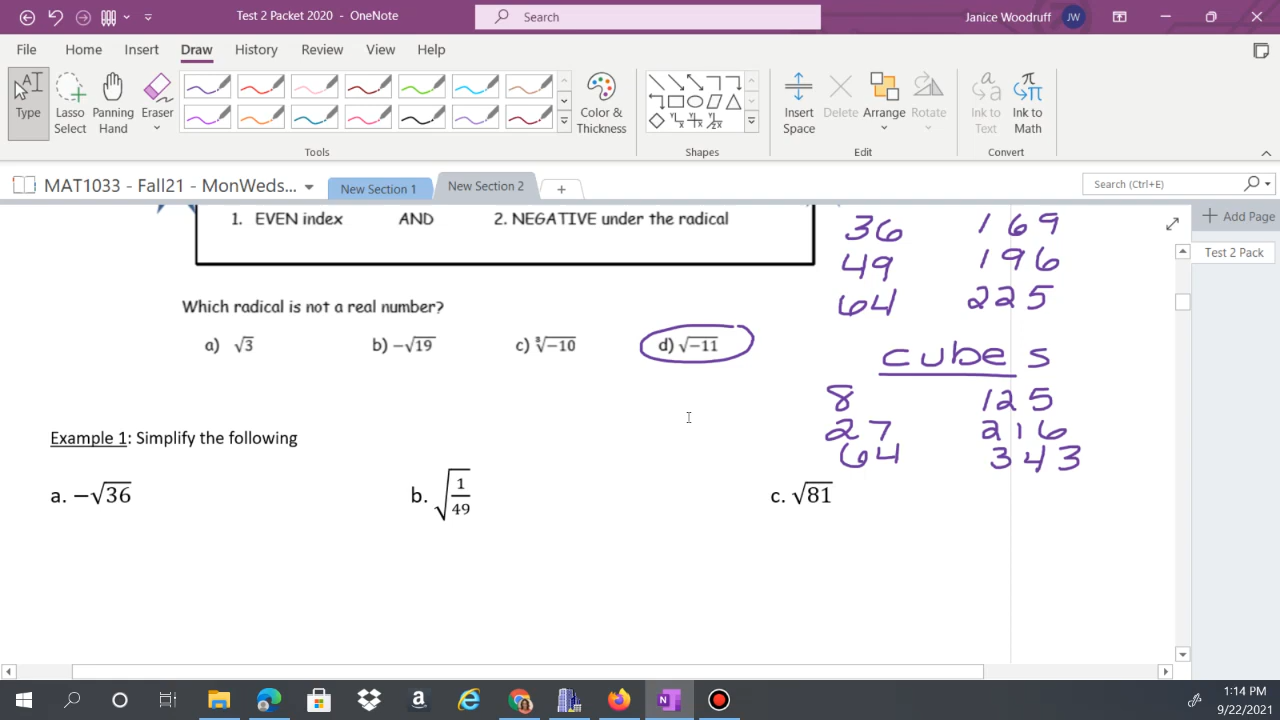 Test 2 Packet 2020 - OneNote
Search
Janice Woodruff
JW
File Home Insert Draw History Review View Help
Type
Lasso Select
Panning Hand
Eraser
Color & Thickness
Insert Space
Delete
Arrange
Rotate
Ink to Text
Ink to Math
Tools
Shapes
Edit
Convert
MAT1033 - Fall21 - MonWeds...
New Section 1
New Section 2
Search (Ctrl+E)
Add Page
Test 2 Pack
1. EVEN index AND 2. NEGATIVE under the radical
36 169
49 196
64 225
Which radical is not a real number?
a) √3 b) −√19 c) ∛−10 d) √−11
cubes
8 125
27 216
64 343
Example 1: Simplify the following
a. −√36 b. √1/49 c. √81
1:14 PM
9/22/2021